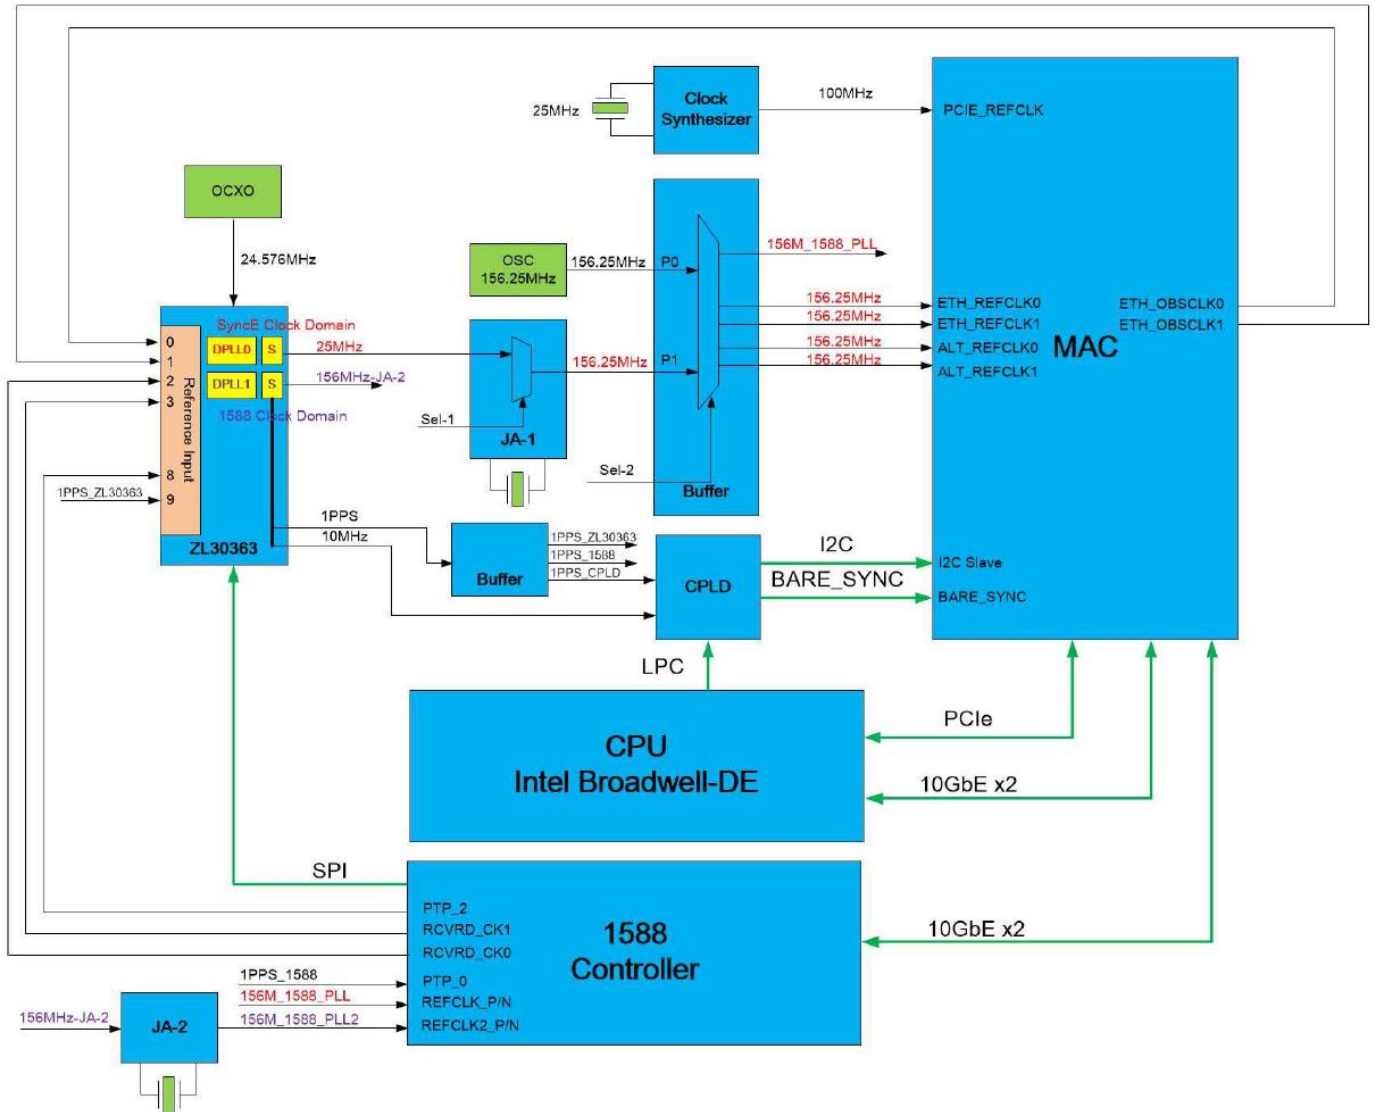 25MHz
Clock
Synthesizer
100MHz
PCIE_REFCLK
OCXO
24.576MHz
OSC
156.25MHz
156.25MHz
P0
156M_1588_PLL
156.25MHz
156.25MHz
156.25MHz
156.25MHz
ETH_REFCLK0
ETH_REFCLK1
ALT_REFCLK0
ALT_REFCLK1
ETH_OBSCLK0
ETH_OBSCLK1
MAC
SyncE Clock Domain
DPLL0
S
25MHz
DPLL1
S
156MHz-JA-2
1588 Clock Domain
0
1
2
3
8
9
Reference Input
1PPS_ZL30363
ZL30363
156.25MHz
P1
Sel-1
JA-1
Sel-2
Buffer
1PPS
10MHz
Buffer
1PPS_ZL30363
1PPS_1588
1PPS_CPLD
CPLD
I2C
BARE_SYNC
I2C Slave
BARE_SYNC
LPC
CPU
Intel Broadwell-DE
PCIe
10GbE x2
SPI
PTP_2
RCVRD_CK1
RCVRD_CK0
PTP_0
REFCLK_P/N
REFCLK2_P/N
1588
Controller
10GbE x2
1PPS_1588
156M_1588_PLL
156M_1588_PLL2
156MHz-JA-2
JA-2